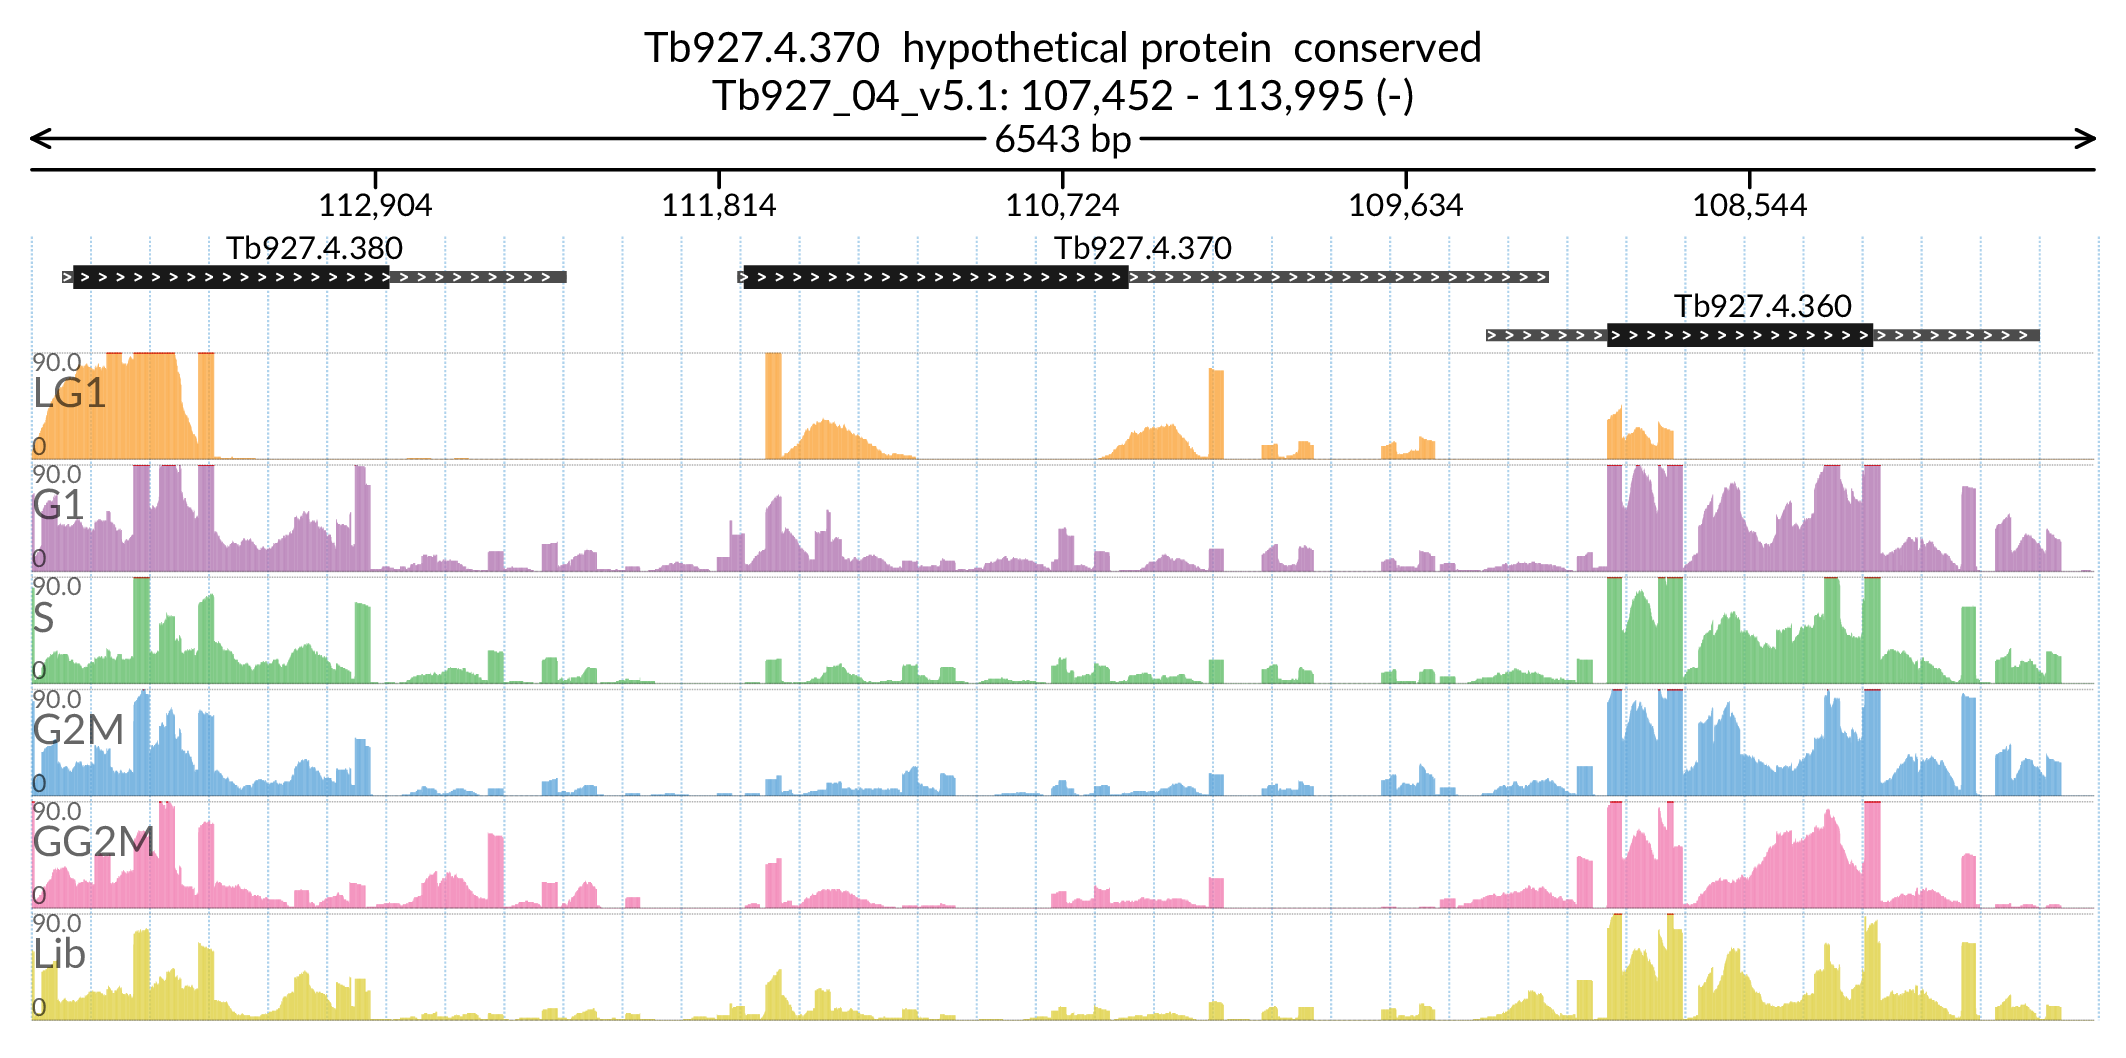 Tb927.4.370  hypothetical protein  conserved
Tb927_04_v5.1: 107,452 - 113,995 (-)
6543 bp
112,904 111,814 110,724 109,634 108,544
Tb927.4.380 Tb927.4.370
Tb927.4.360
90.0
LG1
0
90.0
G1
0
90.0
S
0
90.0
G2M
0
90.0
GG2M
0
90.0
Lib
0